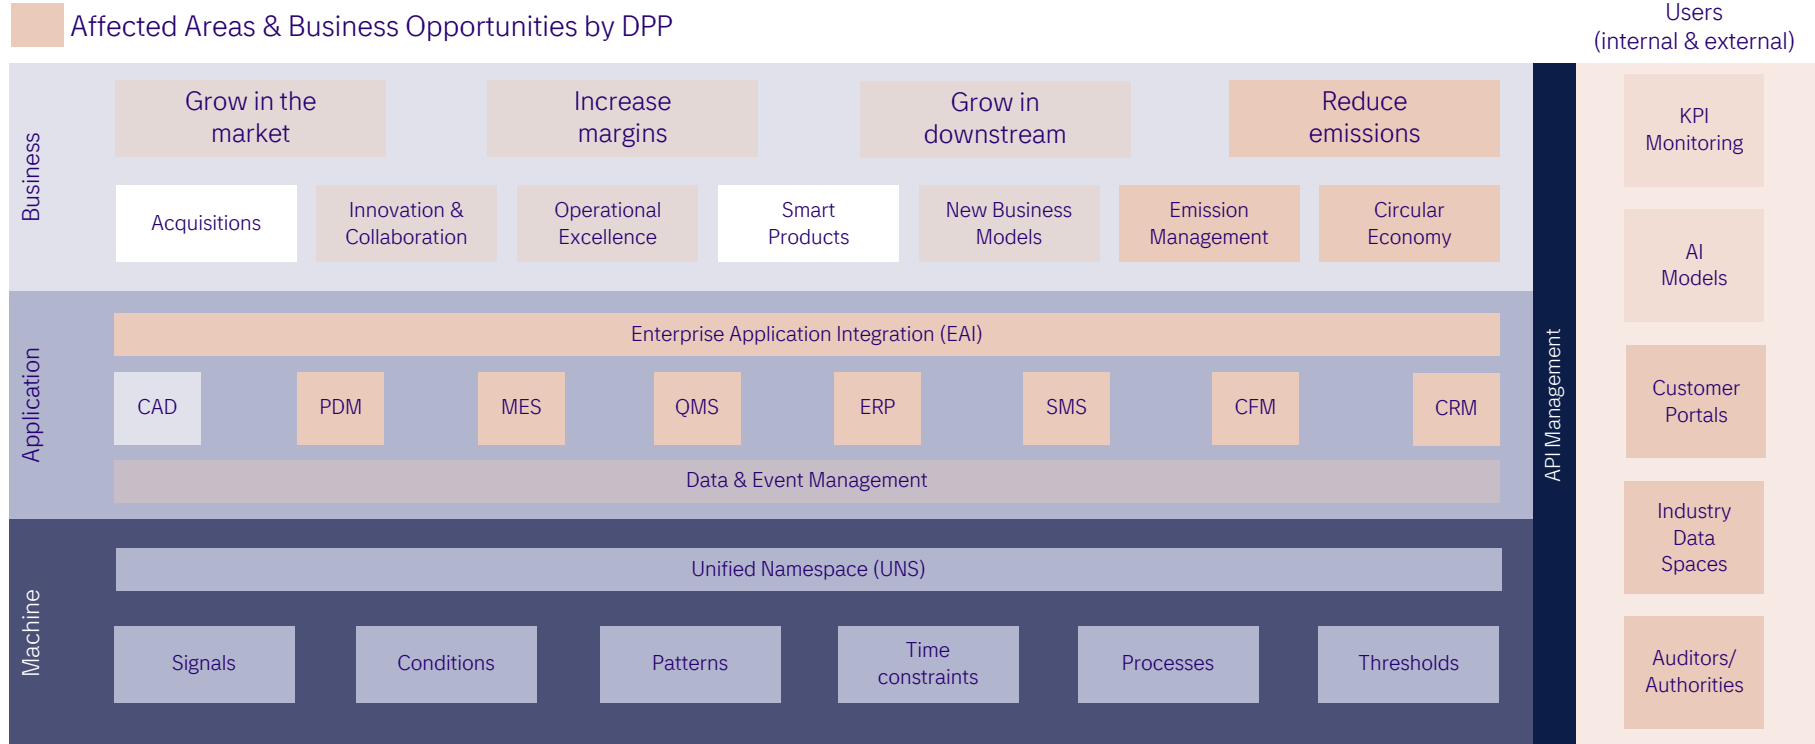 Affected Areas & Business Opportunities by DPP
Users
(internal & external)
Business
Grow in the
market
Increase
margins
Grow in
downstream
Reduce
emissions
Acquisitions
Innovation &
Collaboration
Operational
Excellence
Smart
Products
New Business
Models
Emission
Management
Circular
Economy
Application
Enterprise Application Integration (EAI)
CAD
PDM
MES
QMS
ERP
SMS
CFM
CRM
Data & Event Management
Machine
Unified Namespace (UNS)
Signals
Conditions
Patterns
Time
constraints
Processes
Thresholds
API Management
KPI
Monitoring
AI
Models
Customer
Portals
Industry
Data
Spaces
Auditors/
Authorities